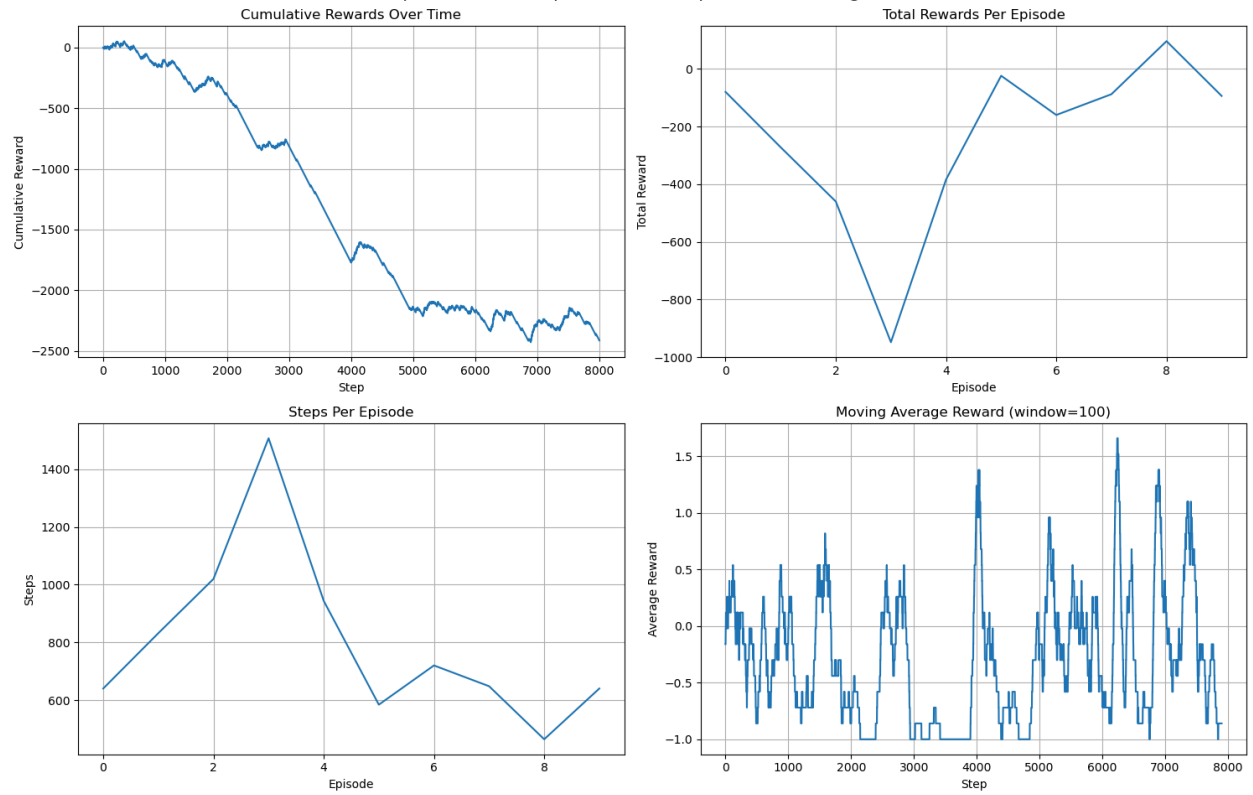 Cumulative Rewards Over Time
0
−500
−1000
−1500
−2000
−2500
Cumulative Reward
0 1000 2000 3000 4000 5000 6000 7000 8000
Step
Total Rewards Per Episode
0
−200
−400
−600
−800
−1000
Total Reward
0 2 4 6 8
Episode
Steps Per Episode
1400
1200
1000
800
600
Steps
0 2 4 6 8
Episode
Moving Average Reward (window=100)
1.5
1.0
0.5
0.0
−0.5
−1.0
Average Reward
0 1000 2000 3000 4000 5000 6000 7000 8000
Step